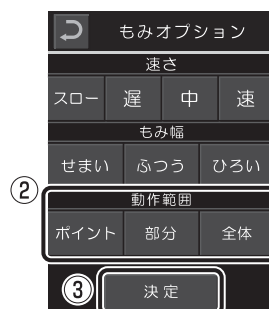 もみオプション
速さ
スロー 遅 中 速
もみ幅
せまい ふつう ひろい
② 動作範囲
ポイント 部分 全体
③ 決定